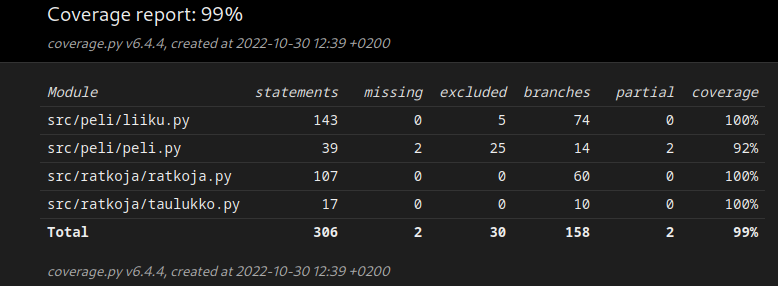 Coverage report: 99%
coverage.py v6.4.4, created at 2022-10-30 12:39 +0200
Module statements missing excluded branches partial coverage
src/peli/liiku.py 143 0 5 74 0 100%
src/peli/peli.py 39 2 25 14 2 92%
src/ratkoja/ratkoja.py 107 0 0 60 0 100%
src/ratkoja/taulukko.py 17 0 0 10 0 100%
Total 306 2 30 158 2 99%
coverage.py v6.4.4, created at 2022-10-30 12:39 +0200